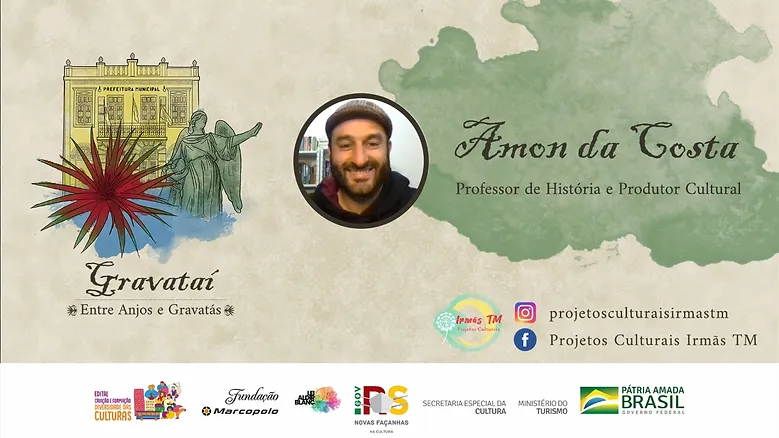 PREFEITURA MUNICIPAL
Gravataí
Entre Anjos e Gravatás
Amon da Costa
Professor de História e Produtor Cultural
Irmãs TM
Projetos Culturais
projetosculturaisirmastm
Projetos Culturais Irmãs TM
EDITAL
CRIAÇÃO E FORMAÇÃO
DIVERSIDADE DAS
CULTURAS
Fundação
Marcopolo
LEI
ALDIR
BLANC
GOV
RS
NOVAS FAÇANHAS
NA CULTURA
SECRETARIA ESPECIAL DA
CULTURA
MINISTÉRIO DO
TURISMO
PÁTRIA AMADA
BRASIL
GOVERNO FEDERAL